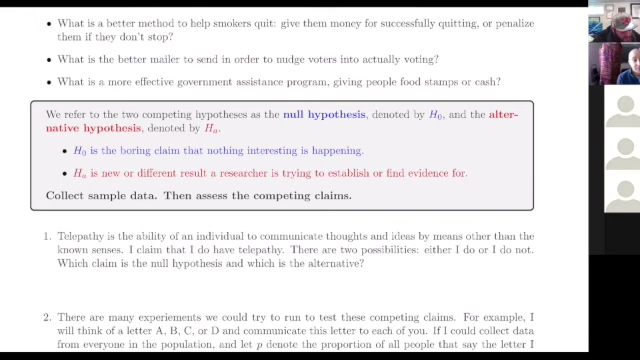 • What is a better method to help smokers quit: give them money for successfully quitting, or penalize
them if they don't stop?
• What is the better mailer to send in order to nudge voters into actually voting?
• What is a more effective government assistance program, giving people food stamps or cash?
We refer to the two competing hypotheses as the null hypothesis, denoted by H₀, and the alter-
native hypothesis, denoted by Hₐ.
• H₀ is the boring claim that nothing interesting is happening.
• Hₐ is new or different result a researcher is trying to establish or find evidence for.
Collect sample data. Then assess the competing claims.
1. Telepathy is the ability of an individual to communicate thoughts and ideas by means other than the
known senses. I claim that I do have telepathy. There are two possibilities: either I do or I do not.
Which claim is the null hypothesis and which is the alternative?
2. There are many experiements we could try to run to test these competing claims. For example, I
will think of a letter A, B, C, or D and communicate this letter to each of you. If I could collect data
from everyone in the population, and let p denote the proportion of all people that say the letter I